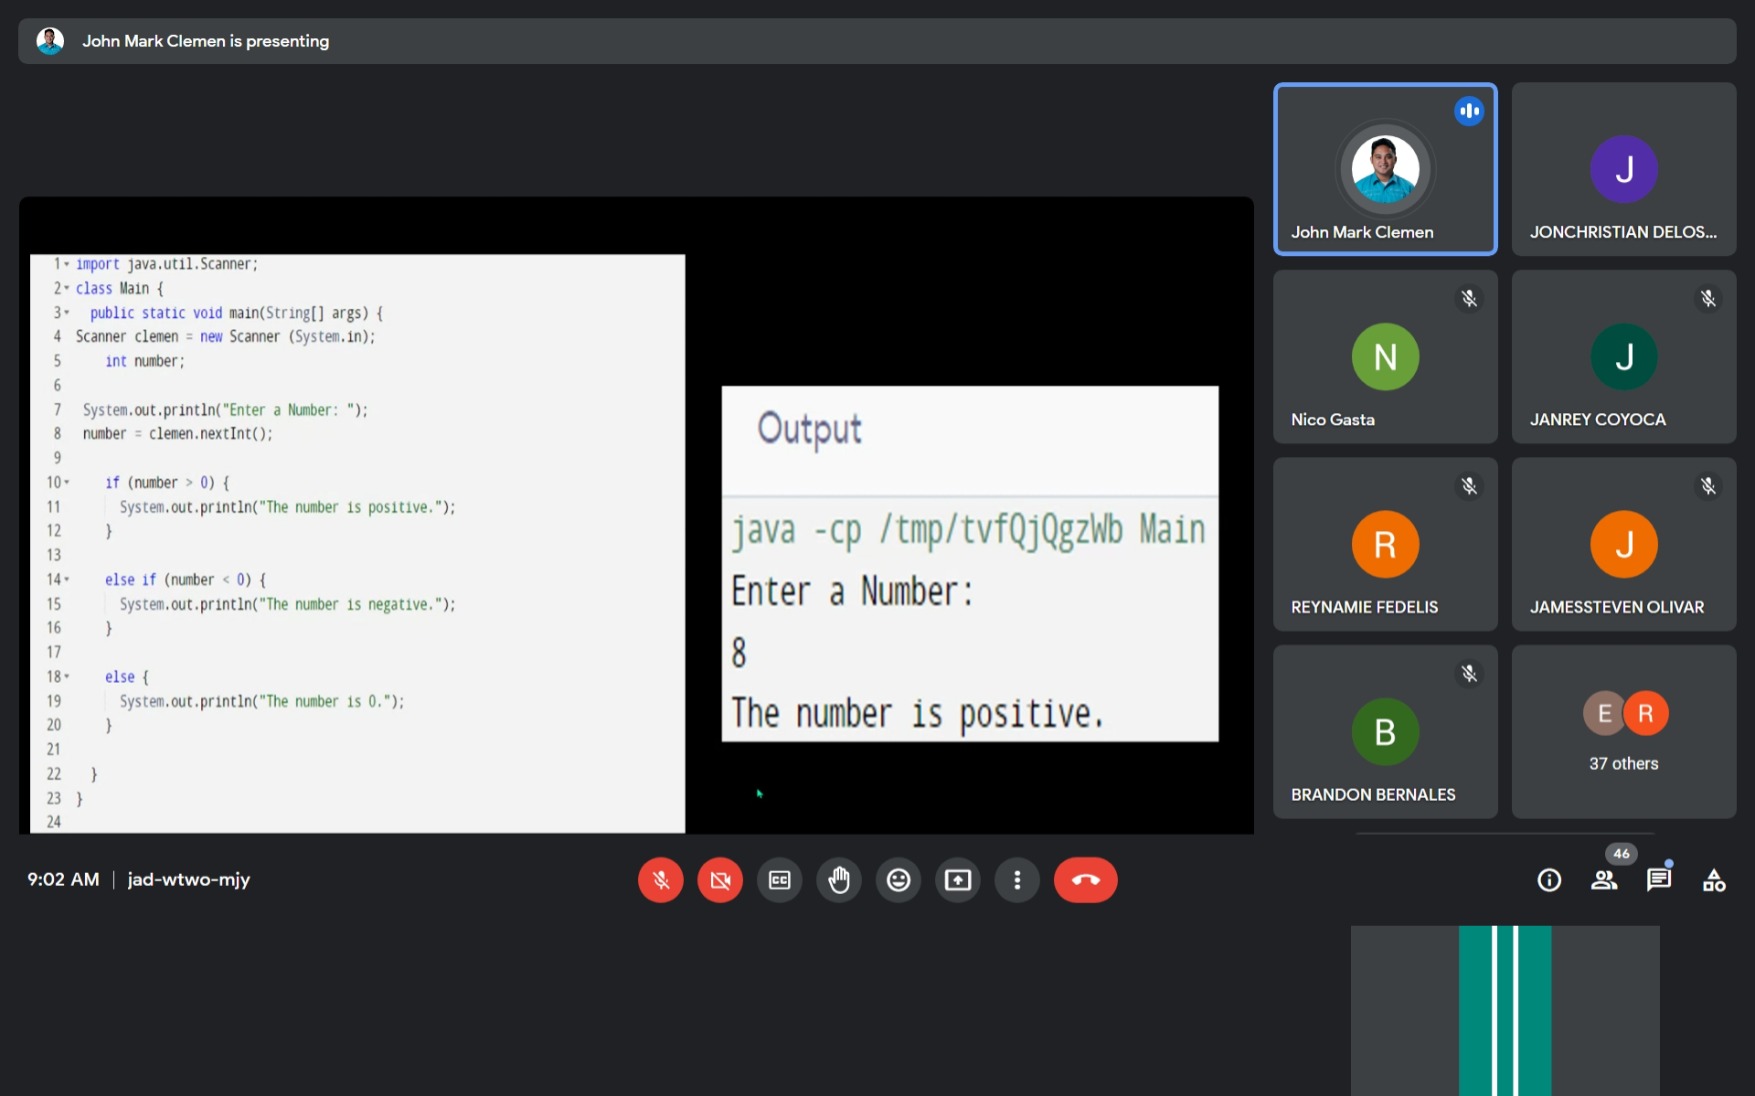 John Mark Clemen is presenting
1 import java.util.Scanner;
2 class Main {
3 public static void main(String[] args) {
4 Scanner clemen = new Scanner (System.in);
5 int number;
6
7 System.out.println("Enter a Number: ");
8 number = clemen.nextInt();
9
10 if (number > 0) {
11 System.out.println("The number is positive.");
12 }
13
14 else if (number < 0) {
15 System.out.println("The number is negative.");
16 }
17
18 else {
19 System.out.println("The number is 0.");
20 }
21
22 }
23 }
24
Output
java -cp /tmp/tvfQjQgzWb Main
Enter a Number:
8
The number is positive.
John Mark Clemen
J
JONCHRISTIAN DELOS...
N
Nico Gasta
J
JANREY COYOCA
R
REYNAMIE FEDELIS
J
JAMESSTEVEN OLIVAR
B
BRANDON BERNALES
E R
37 others
9:02 AM | jad-wtwo-mjy
CC
46